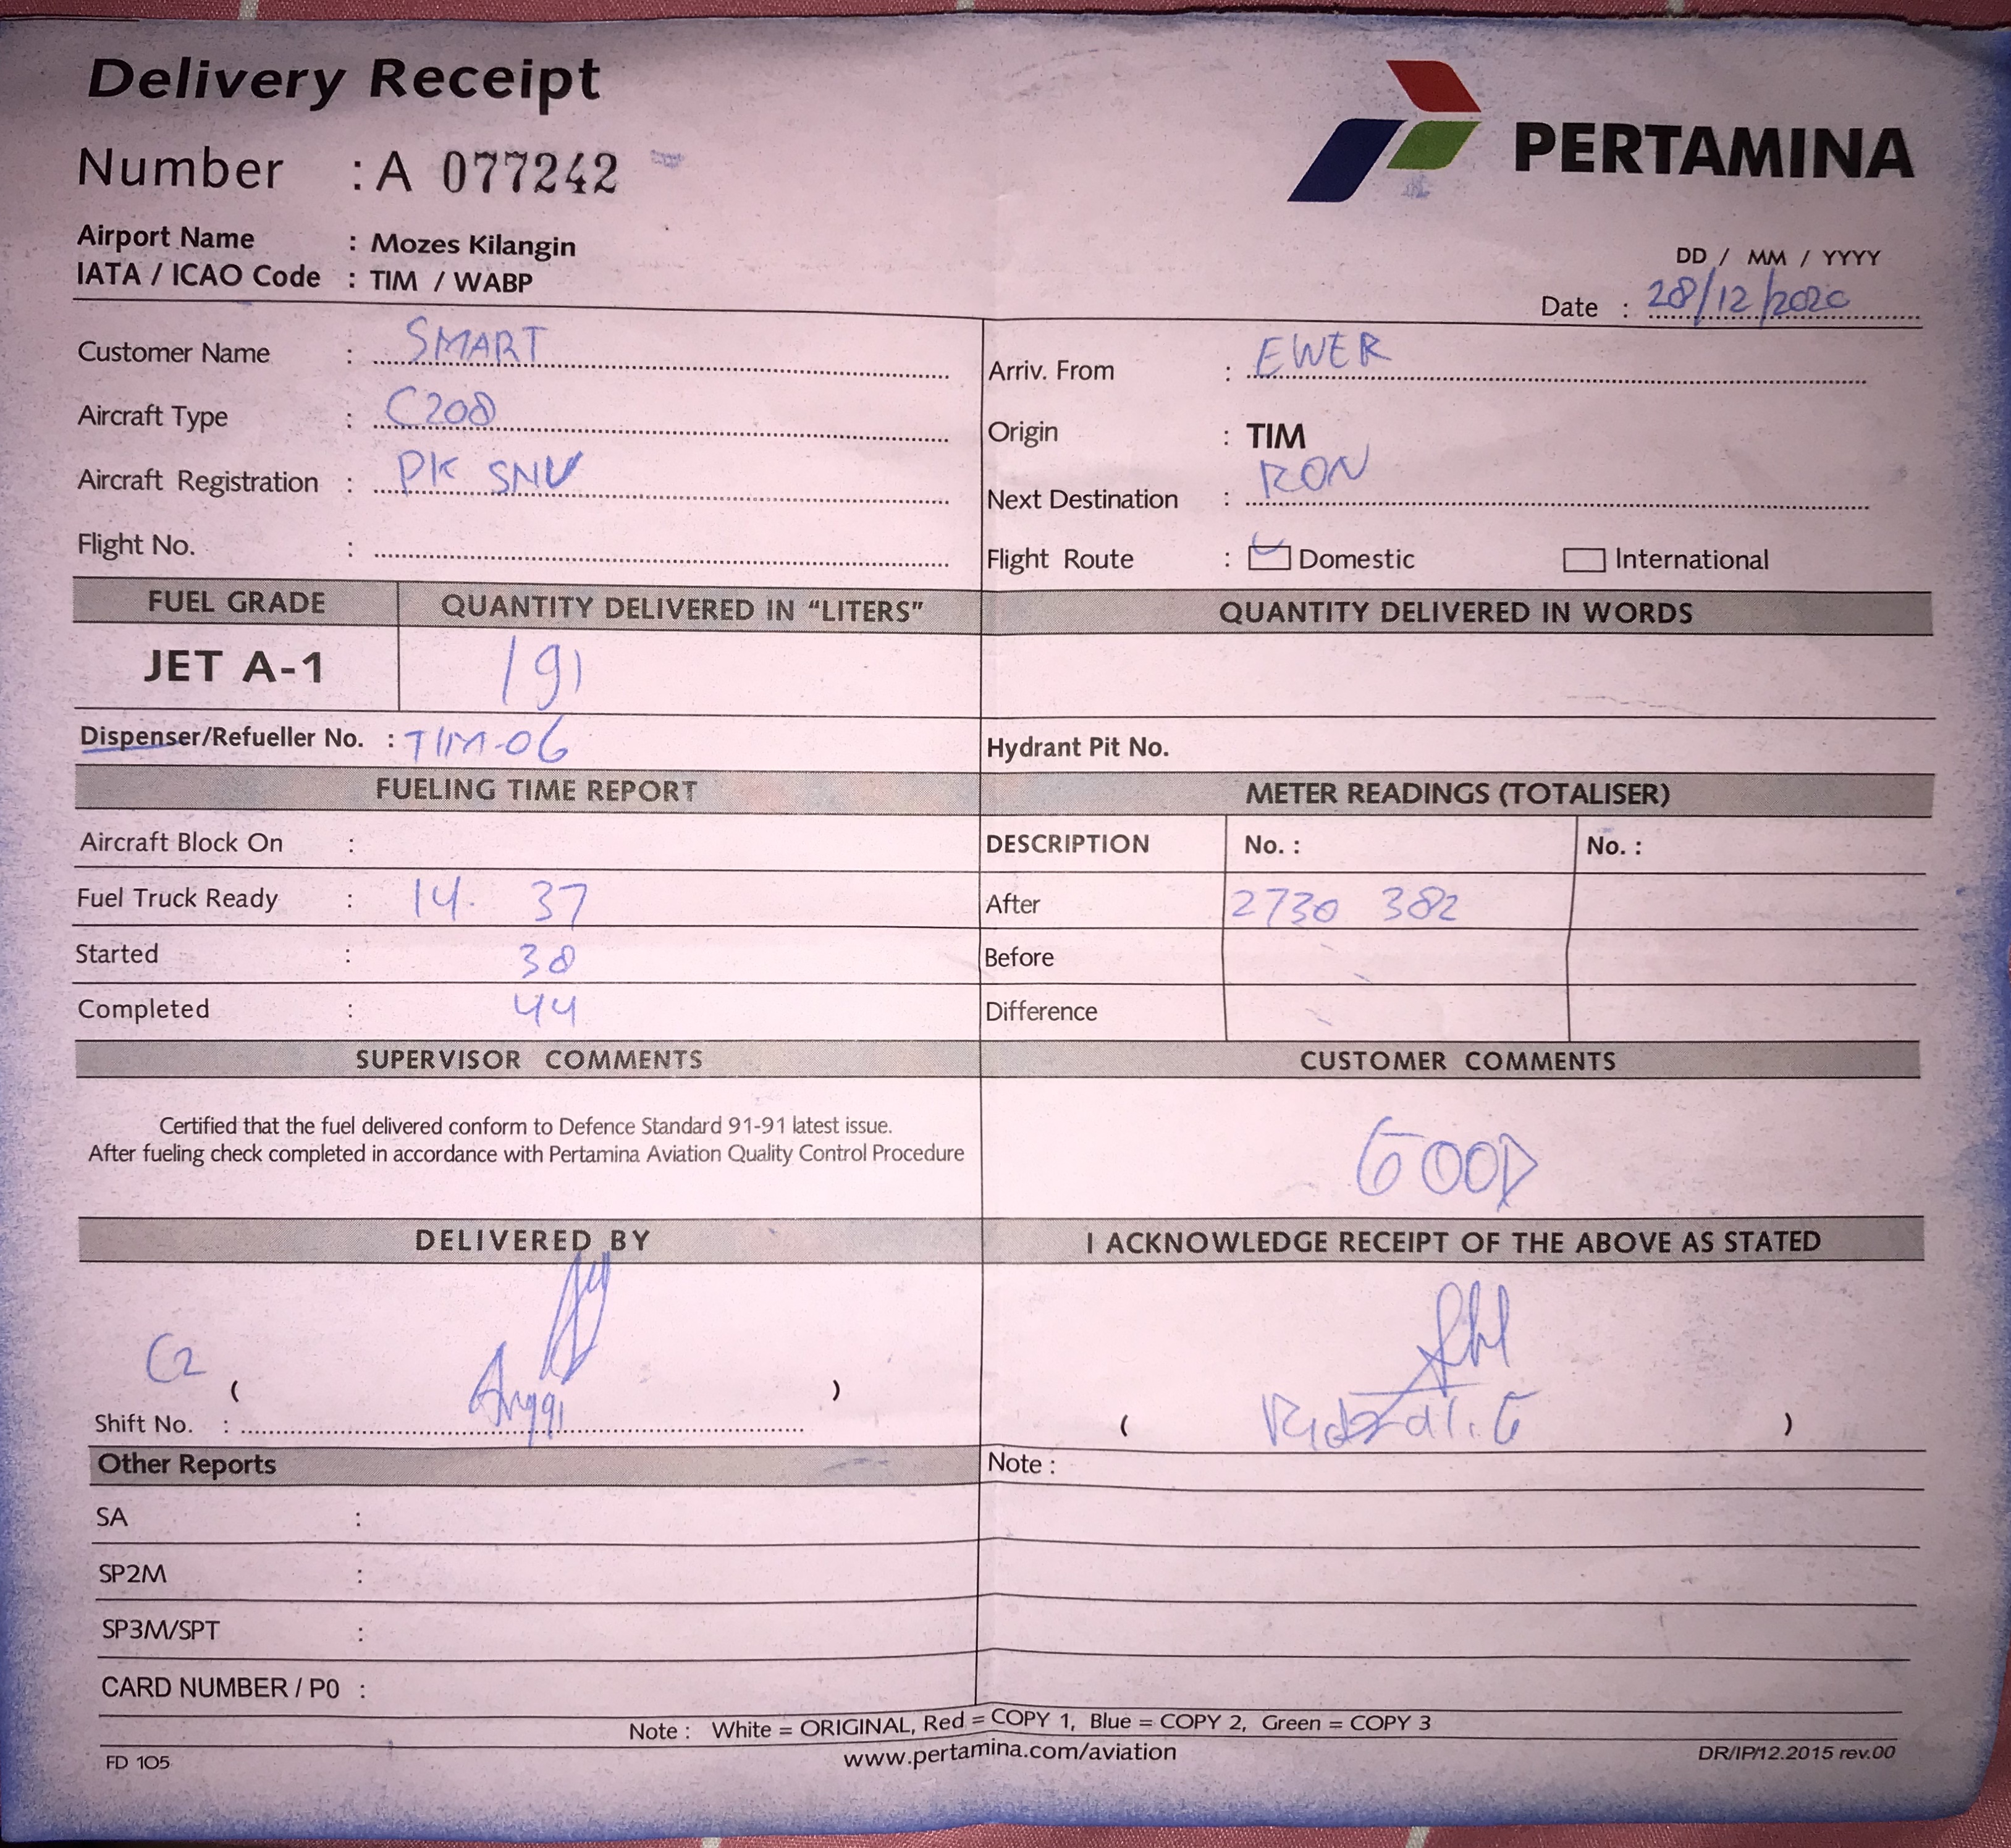 Delivery Receipt
PERTAMINA
Number : A 077242
Airport Name : Mozes Kilangin
IATA / ICAO Code : TIM / WABP
DD / MM / YYYY
Date : 28/12/2020
Customer Name : SMART
Arriv. From : EWER
Aircraft Type : C208
Origin : TIM
Aircraft Registration : PK SNV
Next Destination : RON
Flight No. :
Flight Route : Domestic International
FUEL GRADE QUANTITY DELIVERED IN “LITERS” QUANTITY DELIVERED IN WORDS
JET A-1 191
Dispenser/Refueller No. : TIM-06 Hydrant Pit No.
FUELING TIME REPORT METER READINGS (TOTALISER)
Aircraft Block On : DESCRIPTION No. : No. :
Fuel Truck Ready : 14. 37 After 2730 382
Started : 38 Before
Completed : 44 Difference
SUPERVISOR COMMENTS CUSTOMER COMMENTS
Certified that the fuel delivered conform to Defence Standard 91-91 latest issue.
After fueling check completed in accordance with Pertamina Aviation Quality Control Procedure
GOOD
DELIVERED BY I ACKNOWLEDGE RECEIPT OF THE ABOVE AS STATED
C2 ( Anggi )
Shift No. :
( )
Other Reports Note :
SA :
SP2M :
SP3M/SPT :
CARD NUMBER / P0 :
Note : White = ORIGINAL, Red = COPY 1, Blue = COPY 2, Green = COPY 3
FD 105 www.pertamina.com/aviation DR/IP/12.2015 rev.00